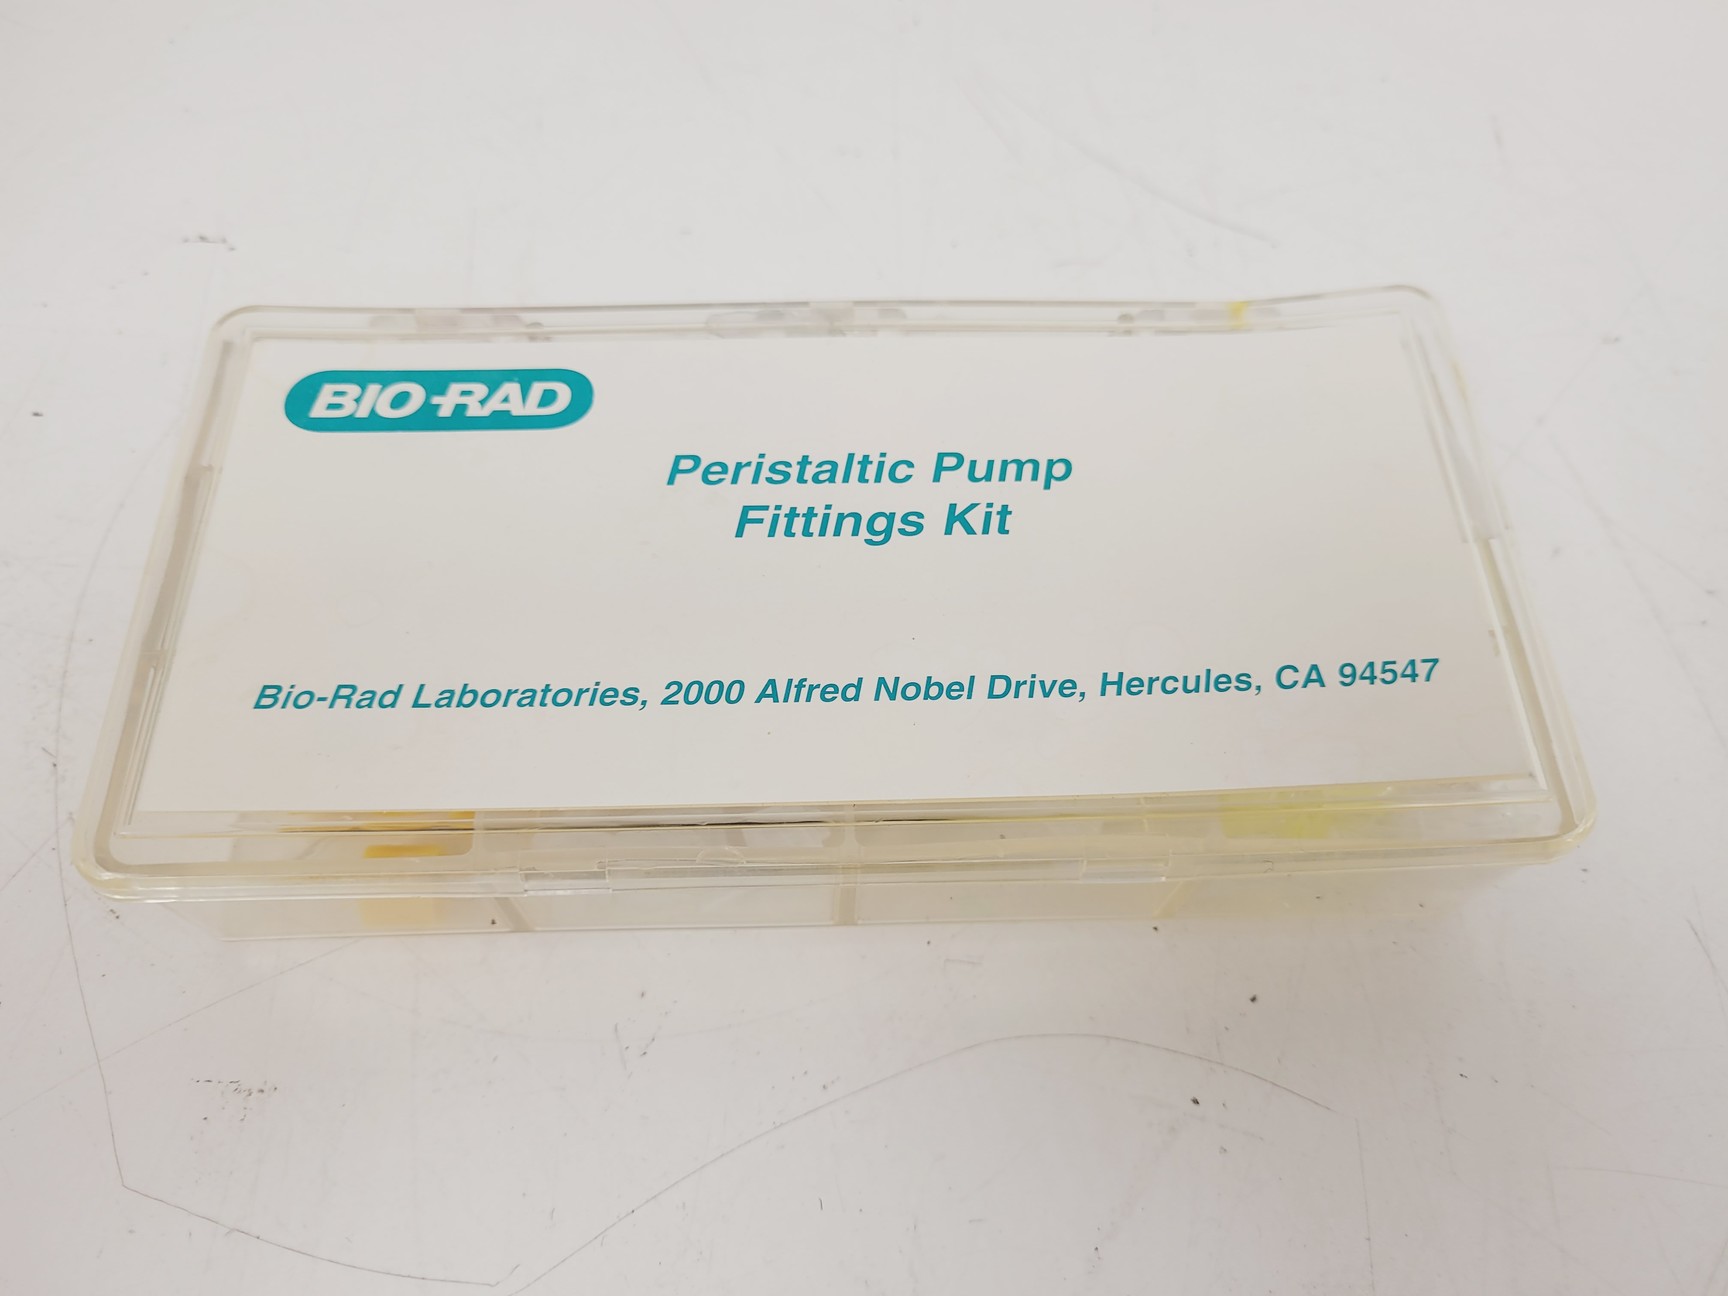 BIO-RAD
Peristaltic Pump
Fittings Kit
Bio-Rad Laboratories, 2000 Alfred Nobel Drive, Hercules, CA 94547